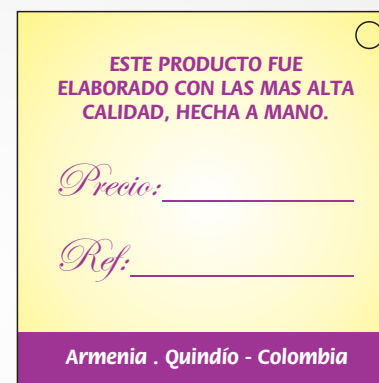 ESTE PRODUCTO FUE
ELABORADO CON LAS MAS ALTA
CALIDAD, HECHA A MANO.
Precio:
Ref:
Armenia . Quindío - Colombia